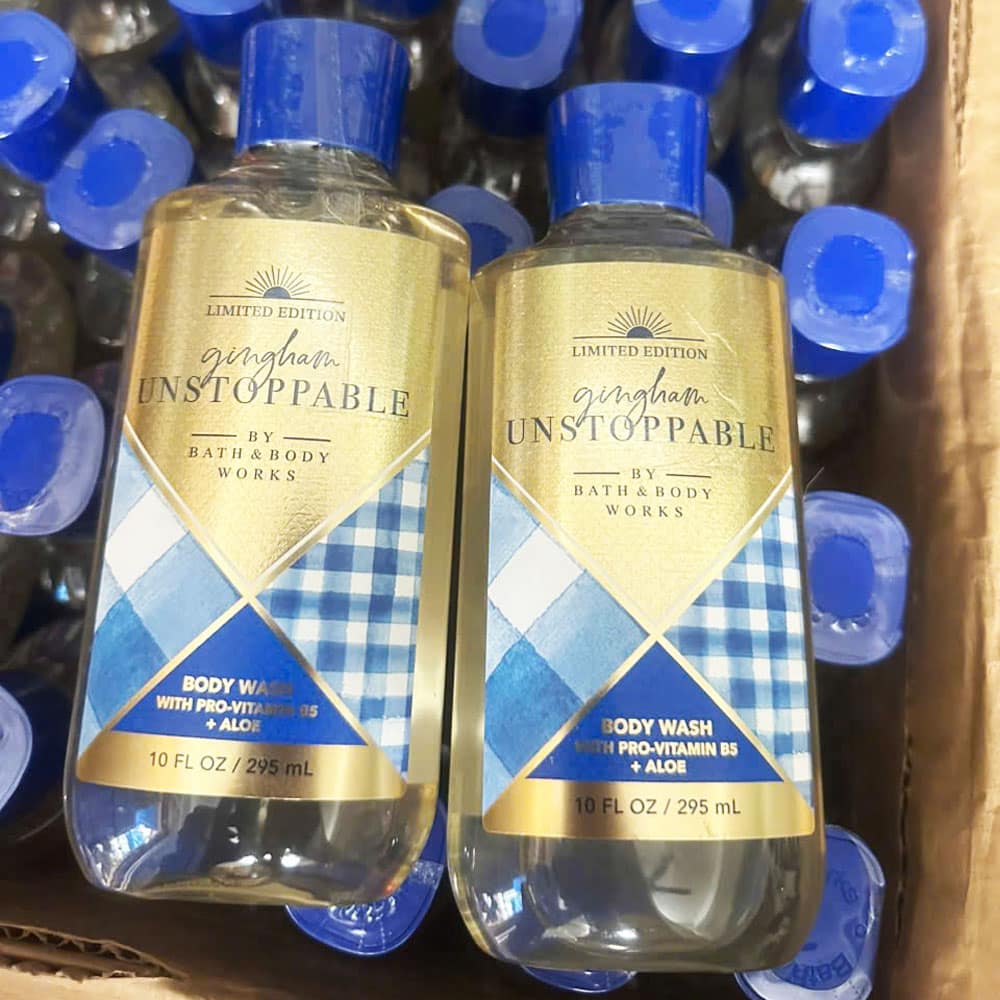 LIMITED EDITION
gingham
UNSTOPPABLE
BY
BATH & BODY
WORKS
BODY WASH
WITH PRO-VITAMIN B5
+ ALOE
10 FL OZ / 295 mL
LIMITED EDITION
gingham
UNSTOPPABLE
BY
BATH & BODY
WORKS
BODY WASH
WITH PRO-VITAMIN B5
+ ALOE
10 FL OZ / 295 mL